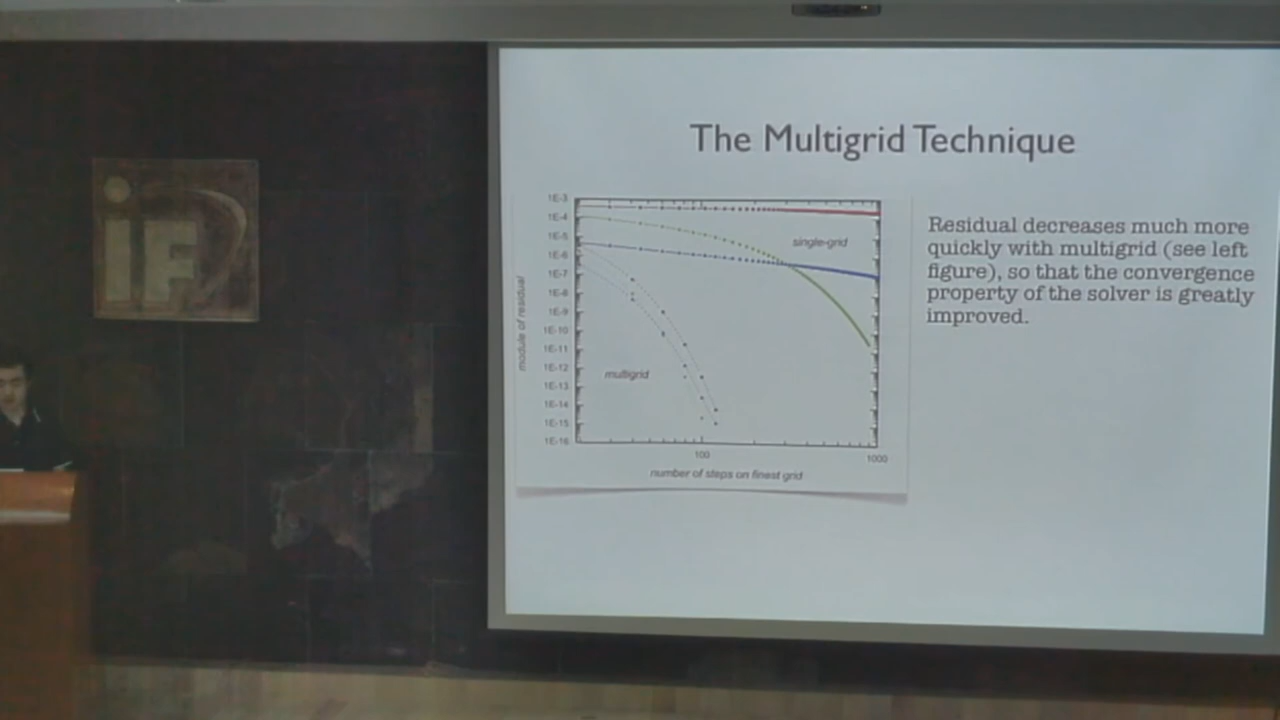 iF
The Multigrid Technique
1E-3
1E-4
1E-5
1E-6
1E-7
1E-8
1E-9
1E-10
1E-11
1E-12
1E-13
1E-14
1E-15
1E-16
module of residual
single-grid
multigrid
100
1000
number of steps on finest grid
Residual decreases much more
quickly with multigrid (see left
figure), so that the convergence
property of the solver is greatly
improved.